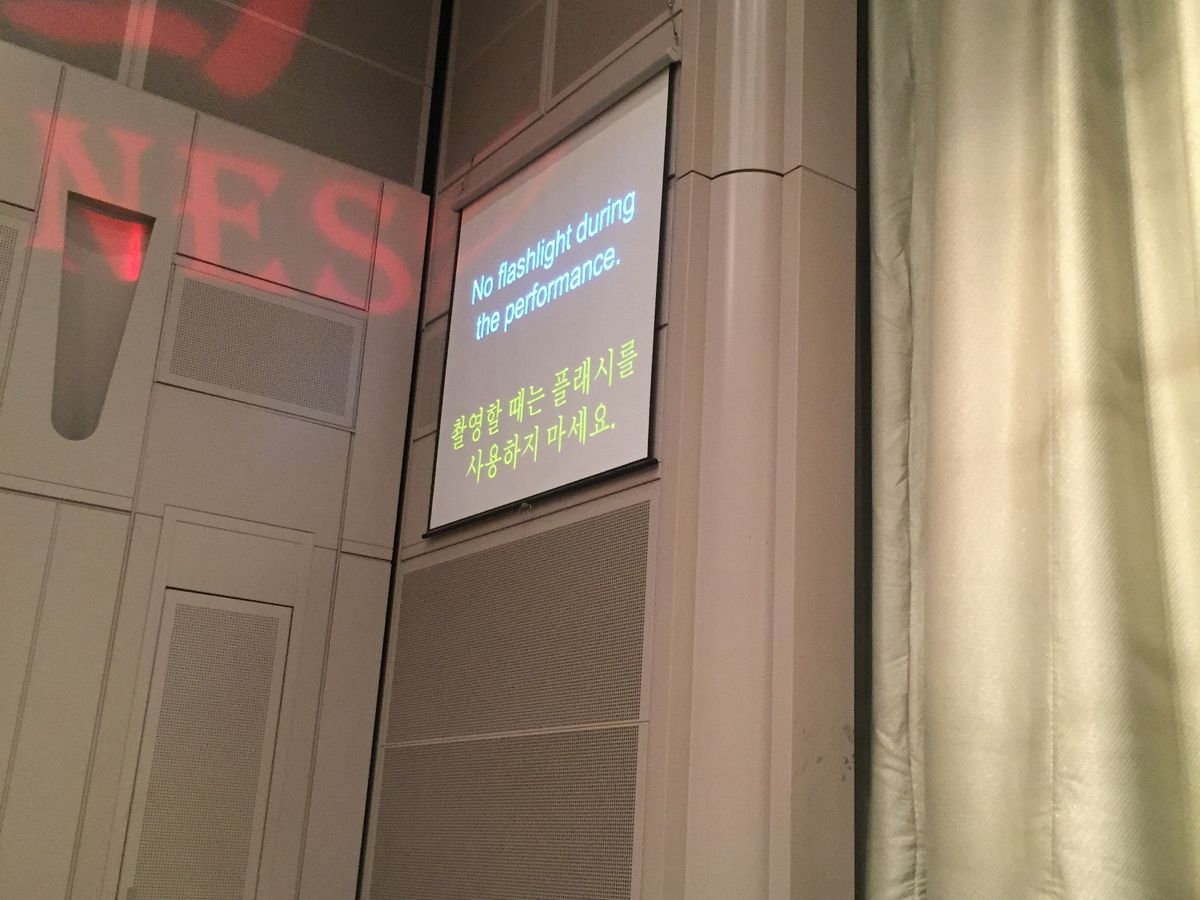 NES
No flashlight during
the performance.
촬영할 때는 플래시를
사용하지 마세요.